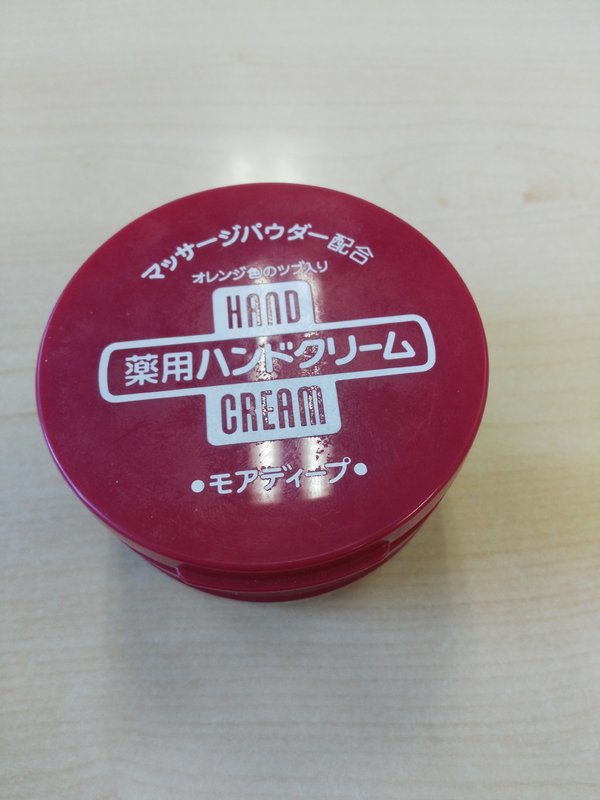 マッサージパウダー配合
オレンジ色のツブ入り
HAND
薬用ハンドクリーム
CREAM
•モアディープ•